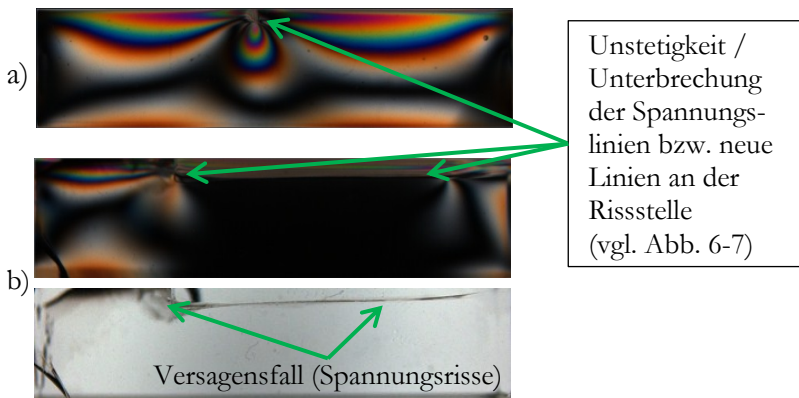 a)
Unstetigkeit /
Unterbrechung
der Spannungs-
linien bzw. neue
Linien an der
Rissstelle
(vgl. Abb. 6-7)
b)
Versagensfall (Spannungsrisse)